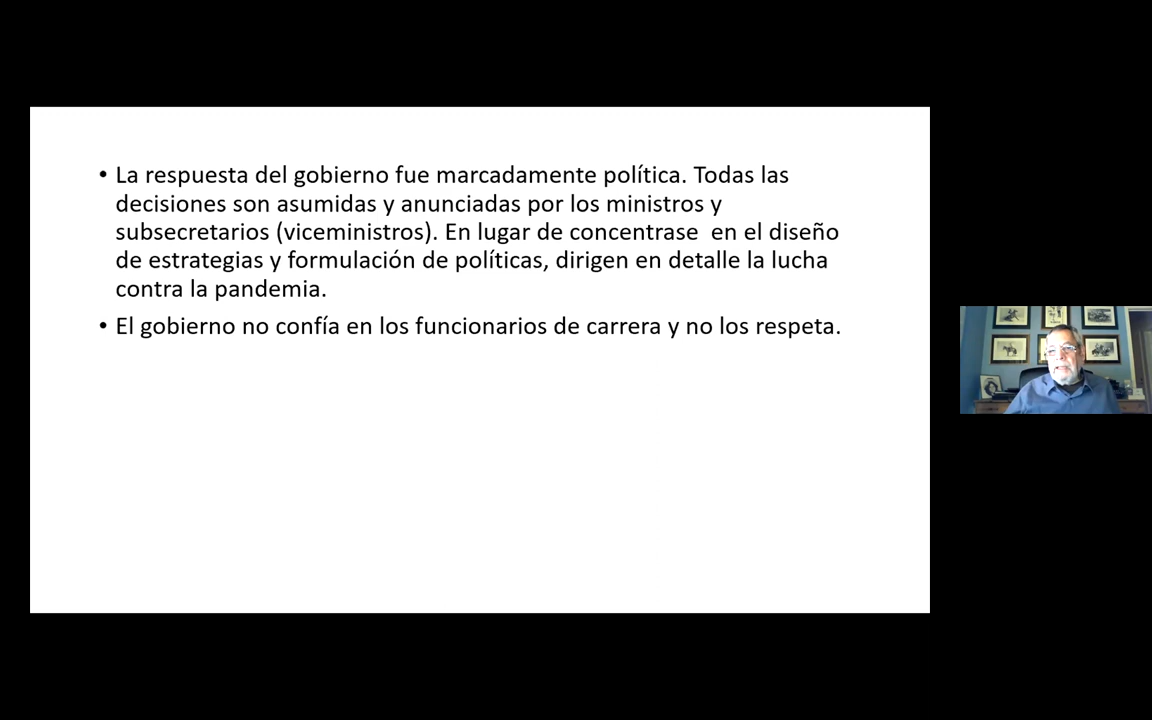 • La respuesta del gobierno fue marcadamente política. Todas las
decisiones son asumidas y anunciadas por los ministros y
subsecretarios (viceministros). En lugar de concentrase  en el diseño
de estrategias y formulación de políticas, dirigen en detalle la lucha
contra la pandemia.
• El gobierno no confía en los funcionarios de carrera y no los respeta.